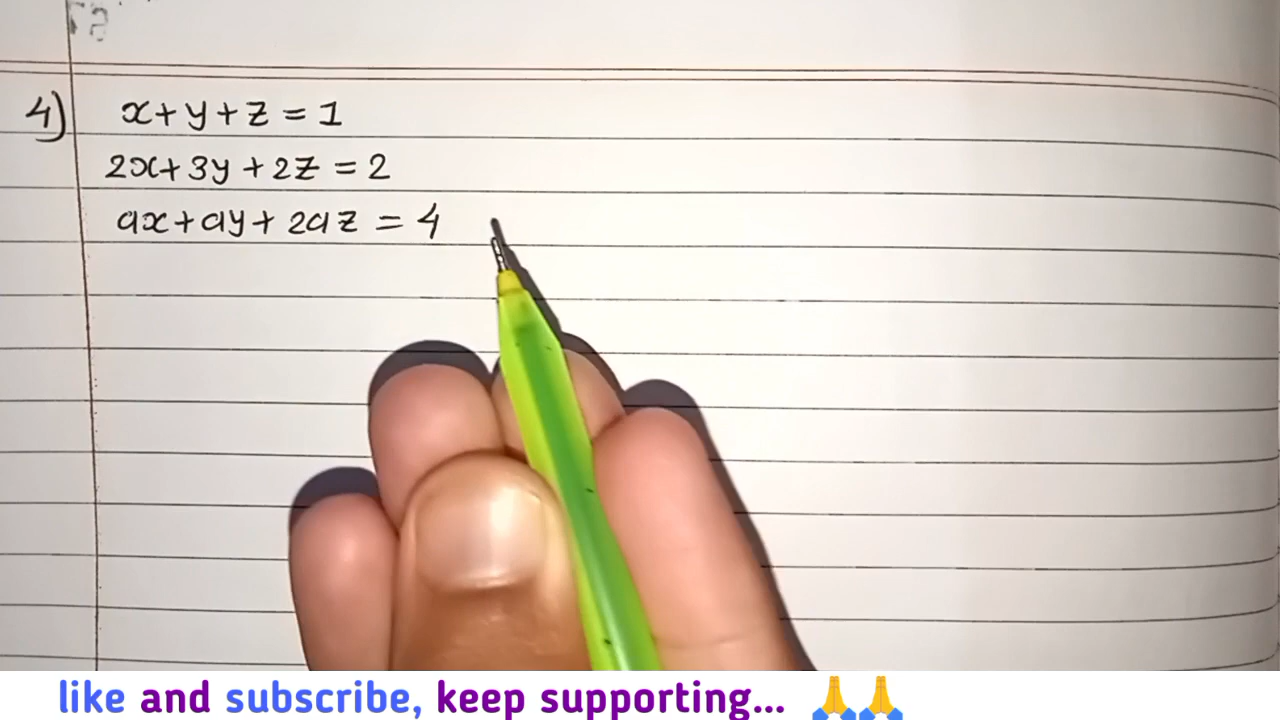 4) x + y + z = 1
2x + 3y + 2z = 2
ax + ay + 2az = 4
like and subscribe, keep supporting... 🙏🙏